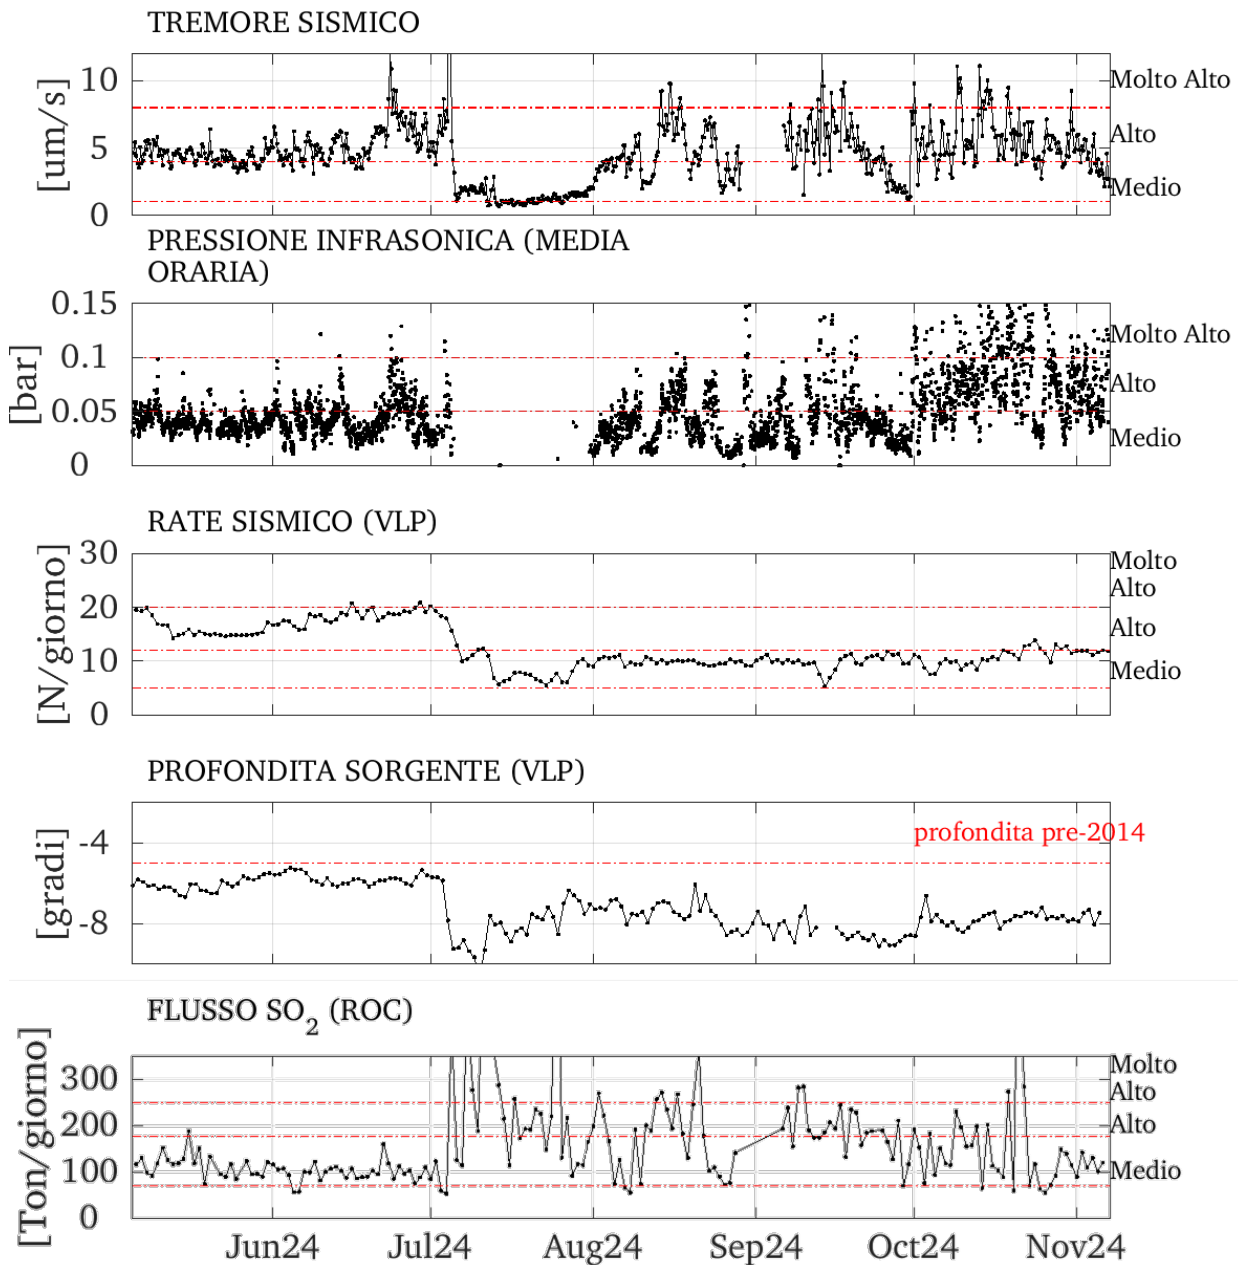 TREMORE SISMICO
[um/s]
10
5
0
Molto Alto
Alto
Medio
PRESSIONE INFRASONICA (MEDIA
ORARIA)
[bar]
0.15
0.1
0.05
0
Molto Alto
Alto
Medio
RATE SISMICO (VLP)
[N/giorno]
30
20
10
0
Molto
Alto
Alto
Medio
PROFONDITA SORGENTE (VLP)
[gradi]
-4
-8
profondita pre-2014
FLUSSO SO2 (ROC)
[Ton/giorno]
300
200
100
0
Molto
Alto
Alto
Medio
Jun24 Jul24 Aug24 Sep24 Oct24 Nov24